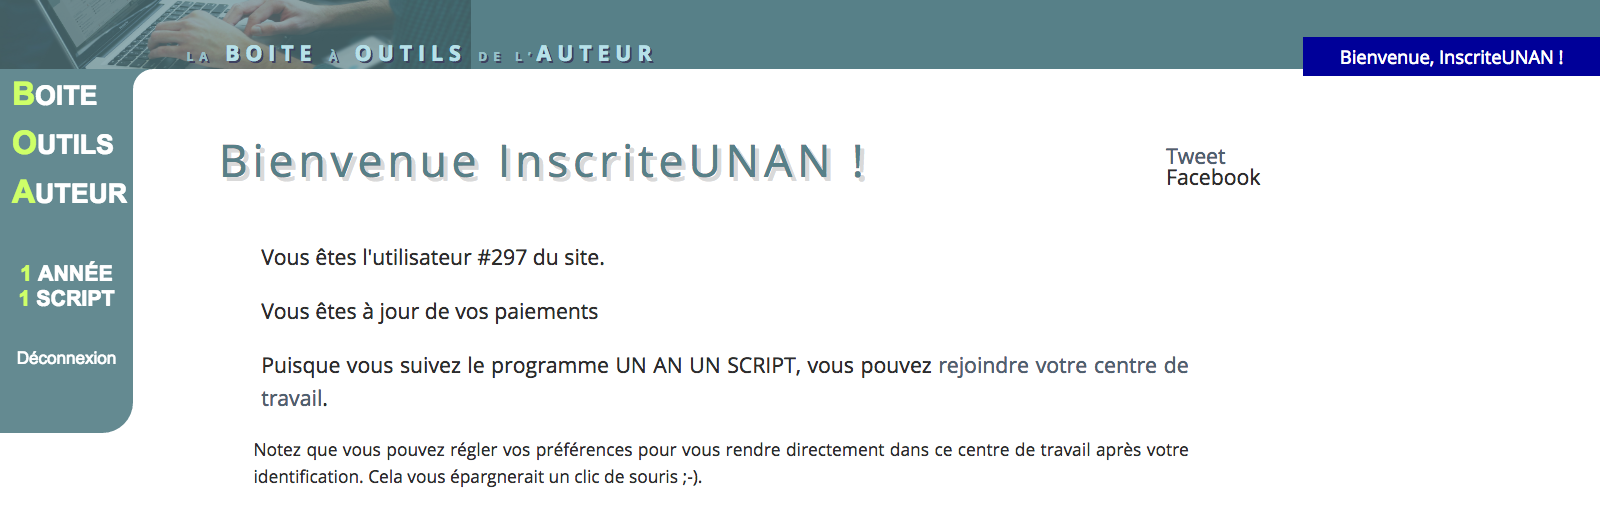 LA BOITE À OUTILS DE L'AUTEUR
Bienvenue, InscriteUNAN !
BOITE
OUTILS
AUTEUR
1 ANNÉE
1 SCRIPT
Déconnexion
Bienvenue InscriteUNAN !
Tweet
Facebook
Vous êtes l'utilisateur #297 du site.
Vous êtes à jour de vos paiements
Puisque vous suivez le programme UN AN UN SCRIPT, vous pouvez rejoindre votre centre de
travail.
Notez que vous pouvez régler vos préférences pour vous rendre directement dans ce centre de travail après votre
identification. Cela vous épargnerait un clic de souris ;-).